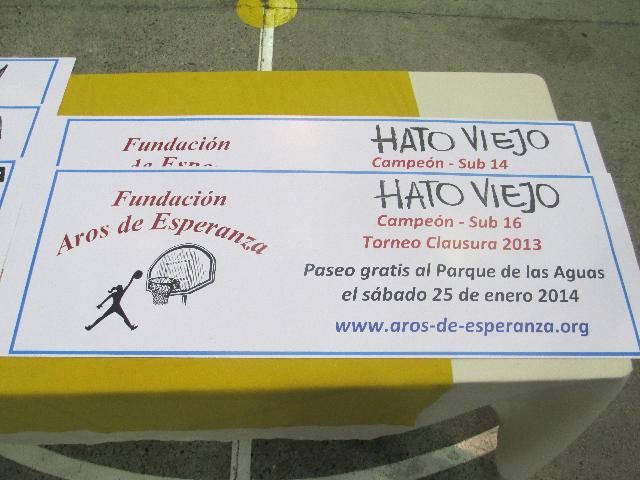 Fundación
HATO VIEJO
Campeón - Sub 14
Fundación
Aros de Esperanza
HATO VIEJO
Campeón - Sub 16
Torneo Clausura 2013
Paseo gratis al Parque de las Aguas
el sábado 25 de enero 2014
www.aros-de-esperanza.org